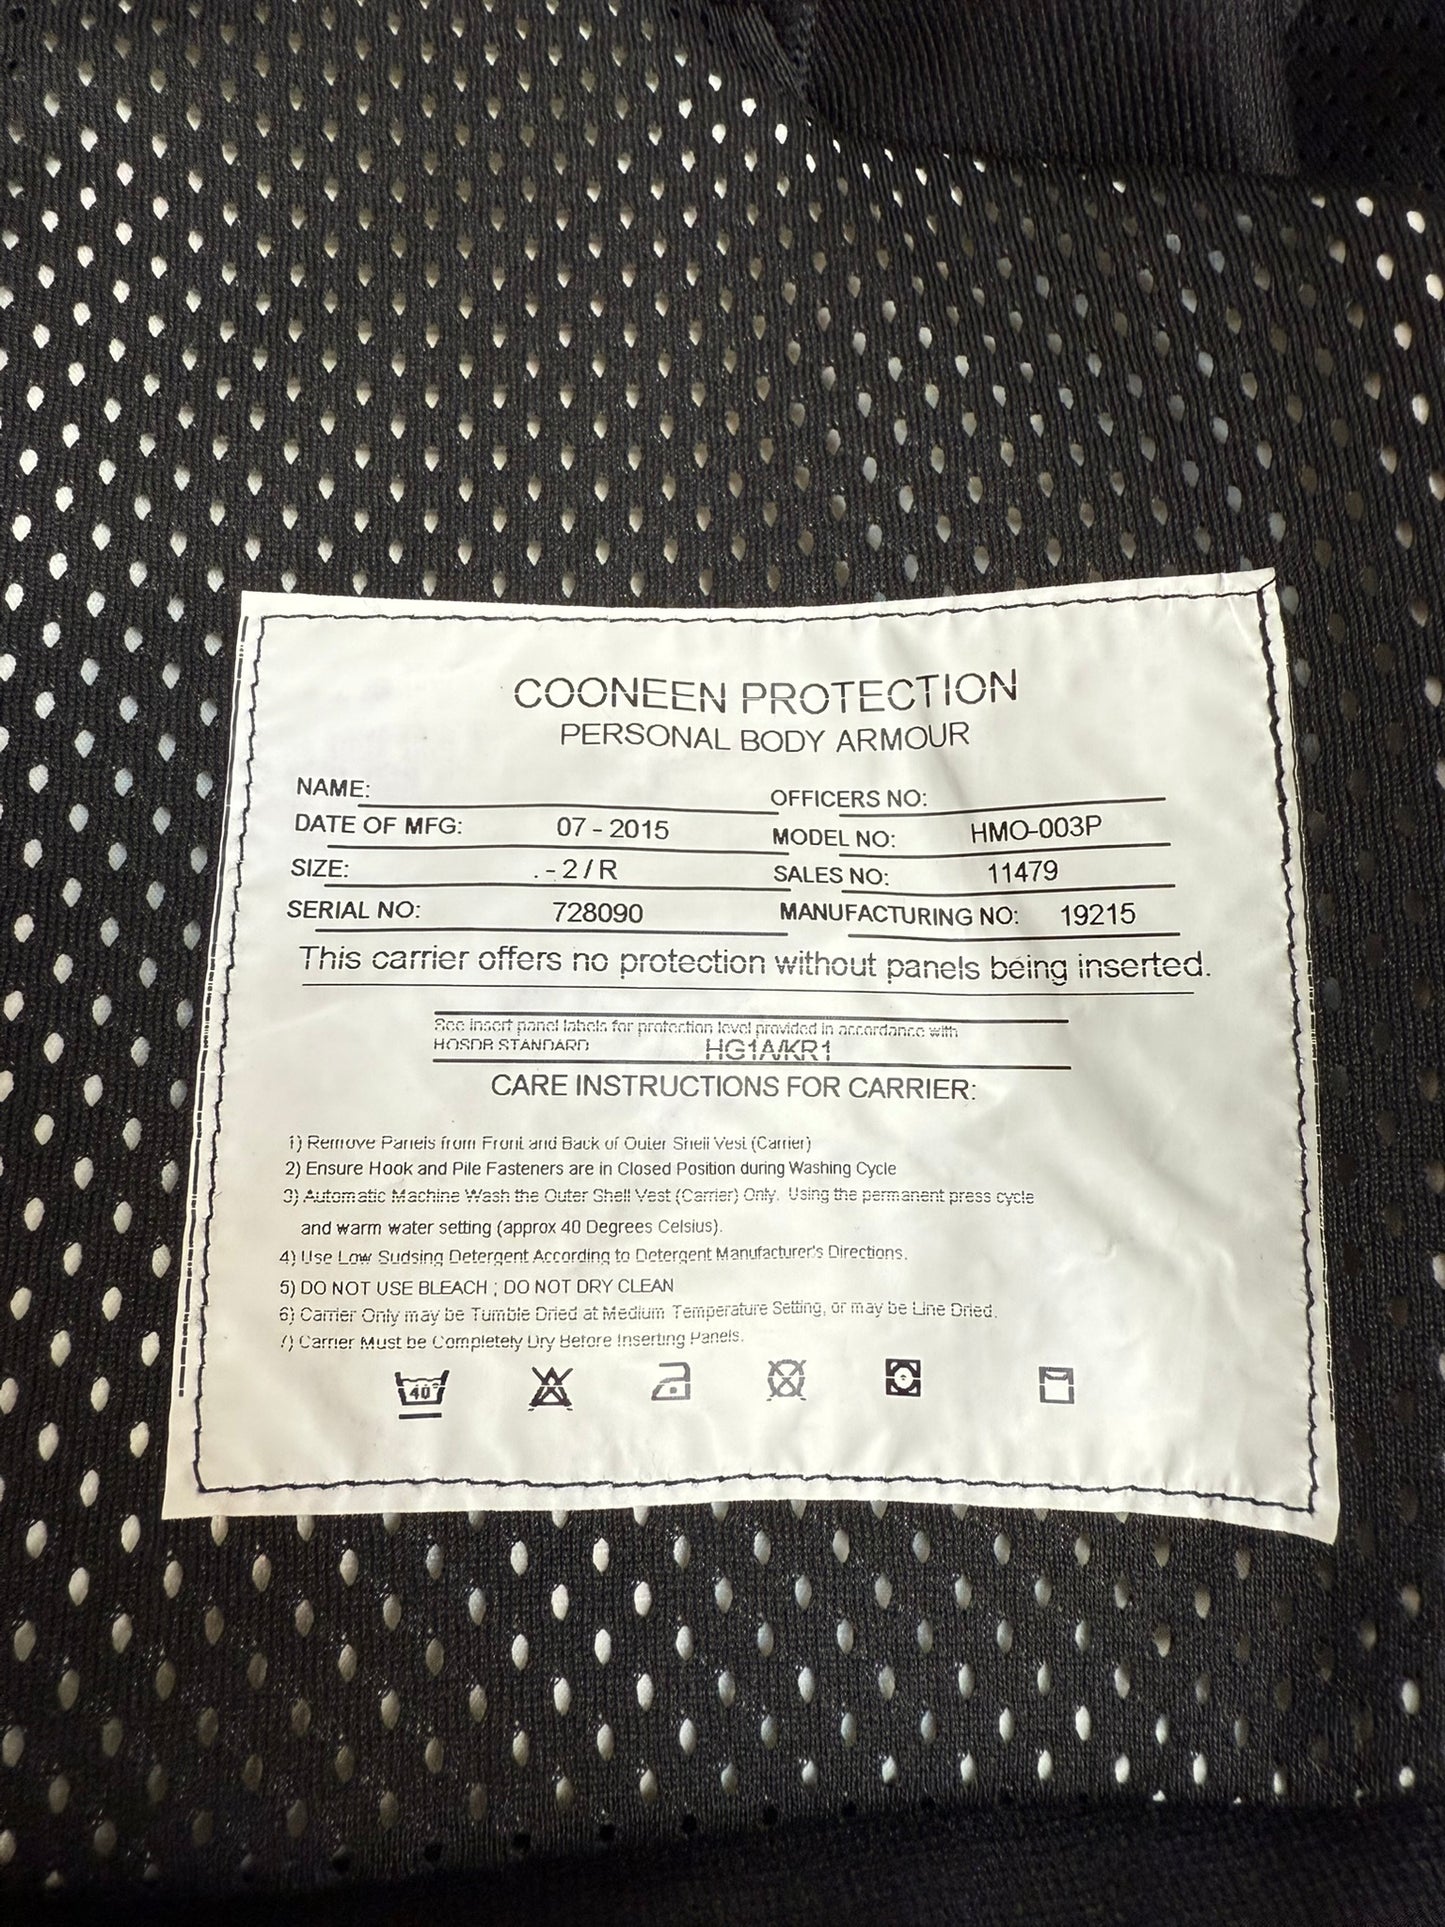 COONEEN PROTECTION
PERSONAL BODY ARMOUR
NAME: OFFICERS NO:
DATE OF MFG: 07 - 2015 MODEL NO: HMO-003P
SIZE: . - 2 / R SALES NO: 11479
SERIAL NO: 728090 MANUFACTURING NO: 19215
This carrier offers no protection without panels being inserted.
See insert panel labels for protection level provided in accordance with
HOSDB STANDARD HG1A/KR1
CARE INSTRUCTIONS FOR CARRIER:
1) Remove Panels from Front and Back of Outer Shell Vest (Carrier)
2) Ensure Hook and Pile Fasteners are in Closed Position during Washing Cycle
3) Automatic Machine Wash the Outer Shell Vest (Carrier) Only. Using the permanent press cycle
and warm water setting (approx 40 Degrees Celsius).
4) Use Low Sudsing Detergent According to Detergent Manufacturer's Directions.
5) DO NOT USE BLEACH ; DO NOT DRY CLEAN
6) Carrier Only may be Tumble Dried at Medium Temperature Setting, or may be Line Dried.
7) Carrier Must be Completely Dry Before Inserting Panels.
40°